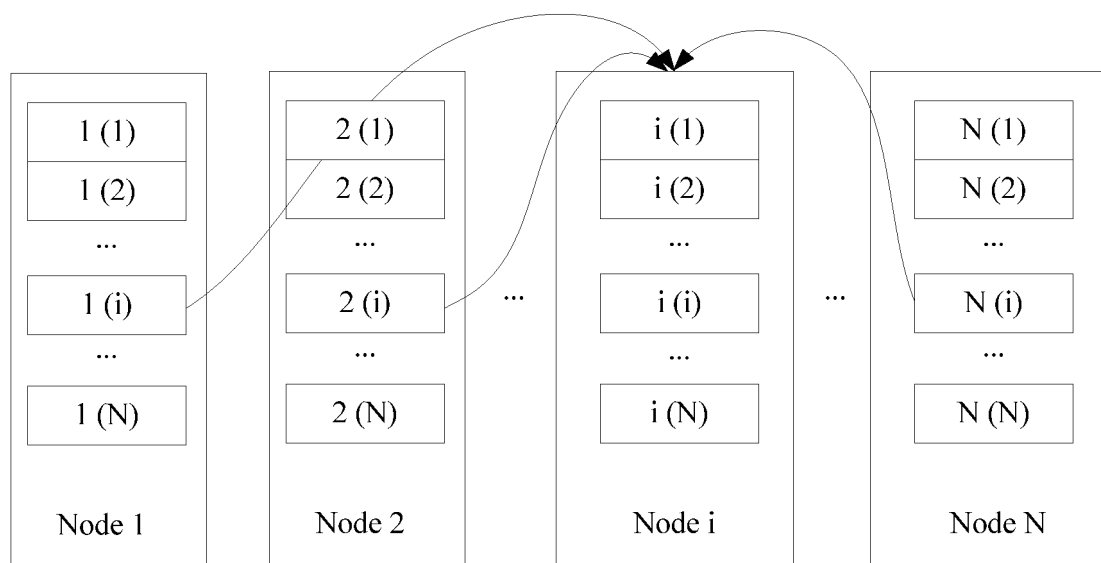 1 (1) 2 (1) i (1) N (1)
1 (2) 2 (2) i (2) N (2)
... ... ... ...
1 (i) 2 (i) ... i (i) ... N (i)
... ... ... ...
1 (N) 2 (N) i (N) N (N)
Node 1 Node 2 Node i Node N